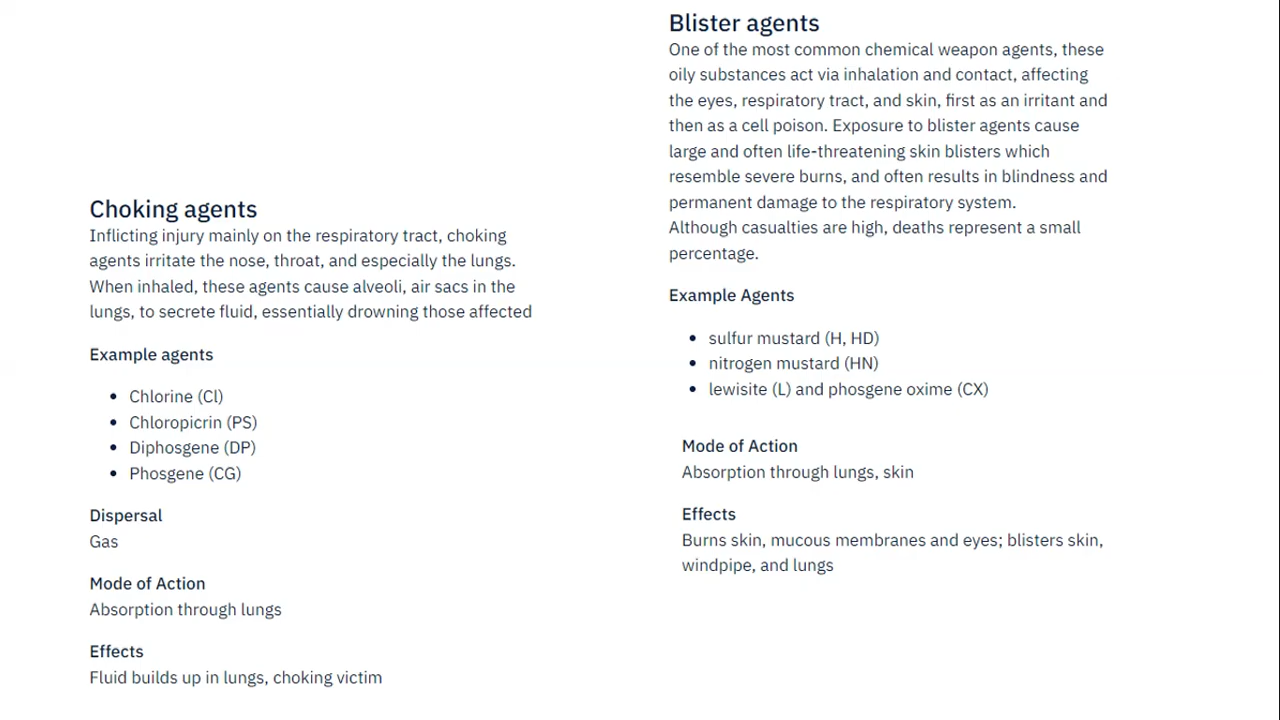 Choking agents
Inflicting injury mainly on the respiratory tract, choking
agents irritate the nose, throat, and especially the lungs.
When inhaled, these agents cause alveoli, air sacs in the
lungs, to secrete fluid, essentially drowning those affected
Example agents
• Chlorine (Cl)
• Chloropicrin (PS)
• Diphosgene (DP)
• Phosgene (CG)
Dispersal
Gas
Mode of Action
Absorption through lungs
Effects
Fluid builds up in lungs, choking victim
Blister agents
One of the most common chemical weapon agents, these
oily substances act via inhalation and contact, affecting
the eyes, respiratory tract, and skin, first as an irritant and
then as a cell poison. Exposure to blister agents cause
large and often life-threatening skin blisters which
resemble severe burns, and often results in blindness and
permanent damage to the respiratory system.
Although casualties are high, deaths represent a small
percentage.
Example Agents
• sulfur mustard (H, HD)
• nitrogen mustard (HN)
• lewisite (L) and phosgene oxime (CX)
Mode of Action
Absorption through lungs, skin
Effects
Burns skin, mucous membranes and eyes; blisters skin,
windpipe, and lungs